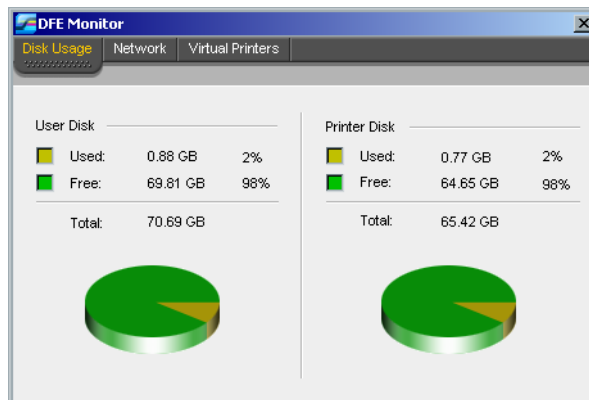 DFE Monitor
Disk Usage Network Virtual Printers
User Disk
Used: 0.88 GB 2%
Free: 69.81 GB 98%
Total: 70.69 GB
Printer Disk
Used: 0.77 GB 2%
Free: 64.65 GB 98%
Total: 65.42 GB